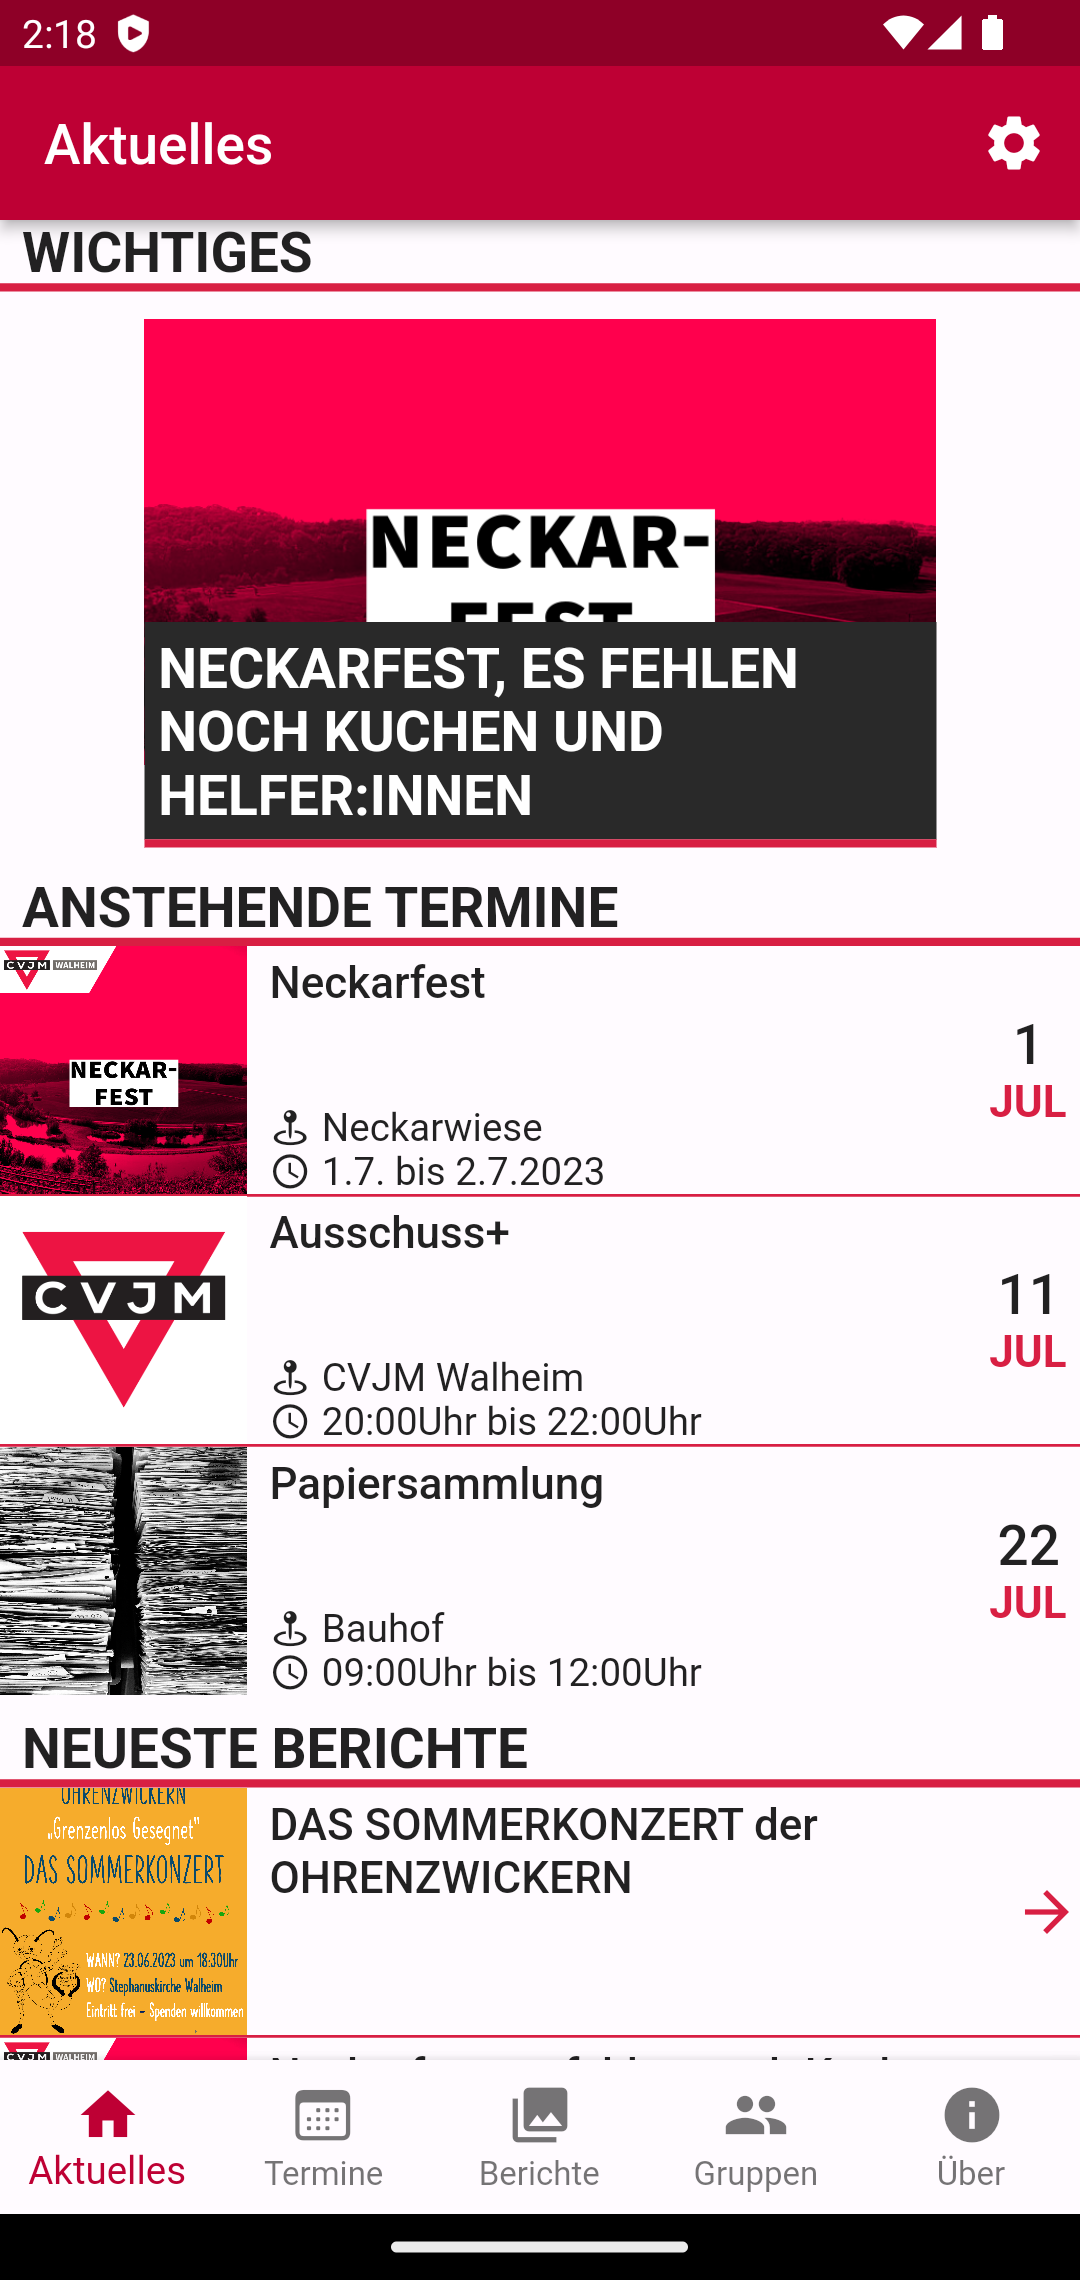 2:18
Aktuelles
WICHTIGES
NECKAR-
FEST
NECKARFEST, ES FEHLEN
NOCH KUCHEN UND
HELFER:INNEN
ANSTEHENDE TERMINE
CVJM WALHEIM
NECKAR-
FEST
Neckarfest
1
JUL
Neckarwiese
1.7. bis 2.7.2023
CVJM
Ausschuss+
11
JUL
CVJM Walheim
20:00Uhr bis 22:00Uhr
Papiersammlung
22
JUL
Bauhof
09:00Uhr bis 12:00Uhr
NEUESTE BERICHTE
OHRENZWICKERN
„Grenzenlos Gesegnet"
DAS SOMMERKONZERT
WANN? 23.06.2023 um 18:30Uhr
WO? Stephanuskirche Walheim
Eintritt frei - Spenden willkommen
DAS SOMMERKONZERT der
OHRENZWICKERN
CVJM WALHEIM
Aktuelles
Termine
Berichte
Gruppen
Über